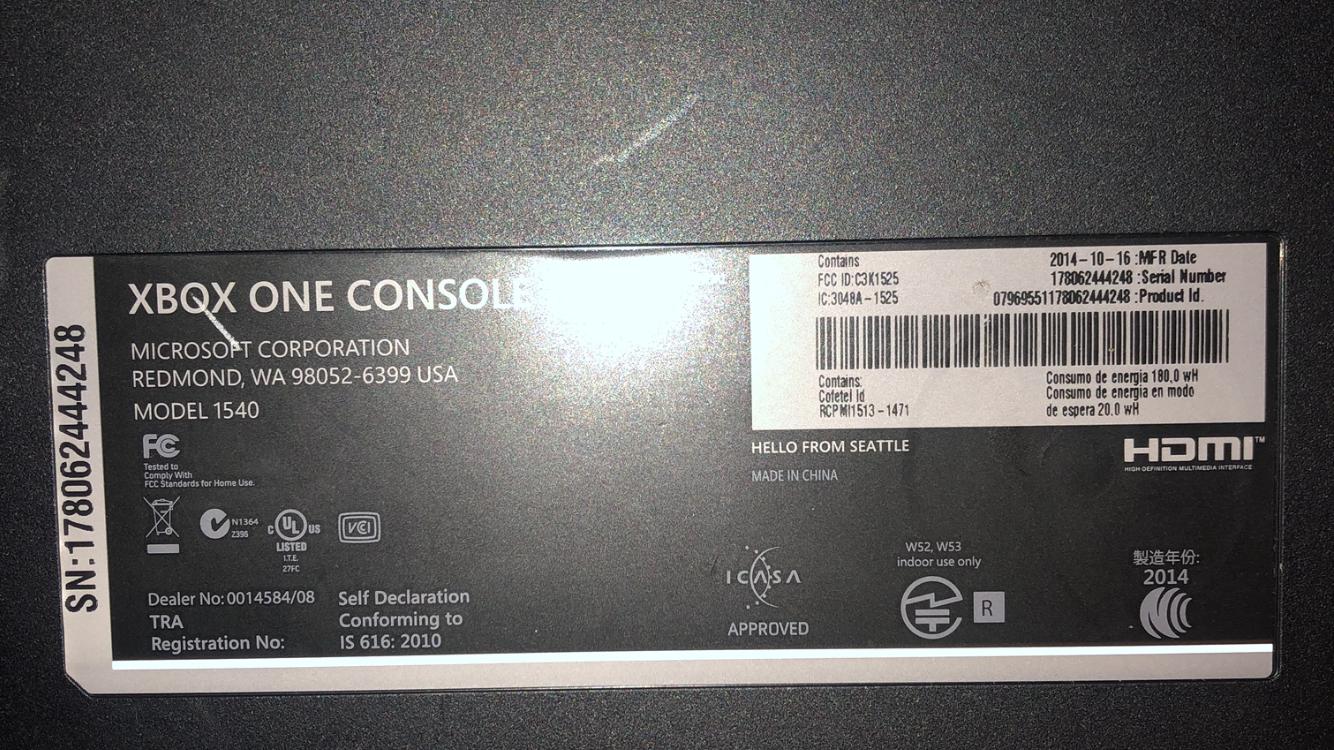 SN:178062444248
XBOX ONE CONSOLE
MICROSOFT CORPORATION
REDMOND, WA 98052-6399 USA
MODEL 1540
FC
Tested to
Comply With
FCC Standards for Home Use.
N1364
Z396
C UL US
LISTED
I.T.E.
27FC
VCI
Dealer No: 0014584/08
TRA
Registration No:
Self Declaration
Conforming to
IS 616: 2010
Contains
FCC ID:C3K1525
IC:3048A-1525
2014-10-16 :MFR Date
178062444248 :Serial Number
07969551178062444248 :Product Id.
Contains:
Cofetel Id
RCPMI1513-1471
Consumo de energia 180.0 wH
Consumo de energia en modo
de espera 20.0 wH
HELLO FROM SEATTLE
MADE IN CHINA
HDMI™
HIGH-DEFINITION MULTIMEDIA INTERFACE
ICASA
APPROVED
W52, W53
indoor use only
R
製造年份:
2014